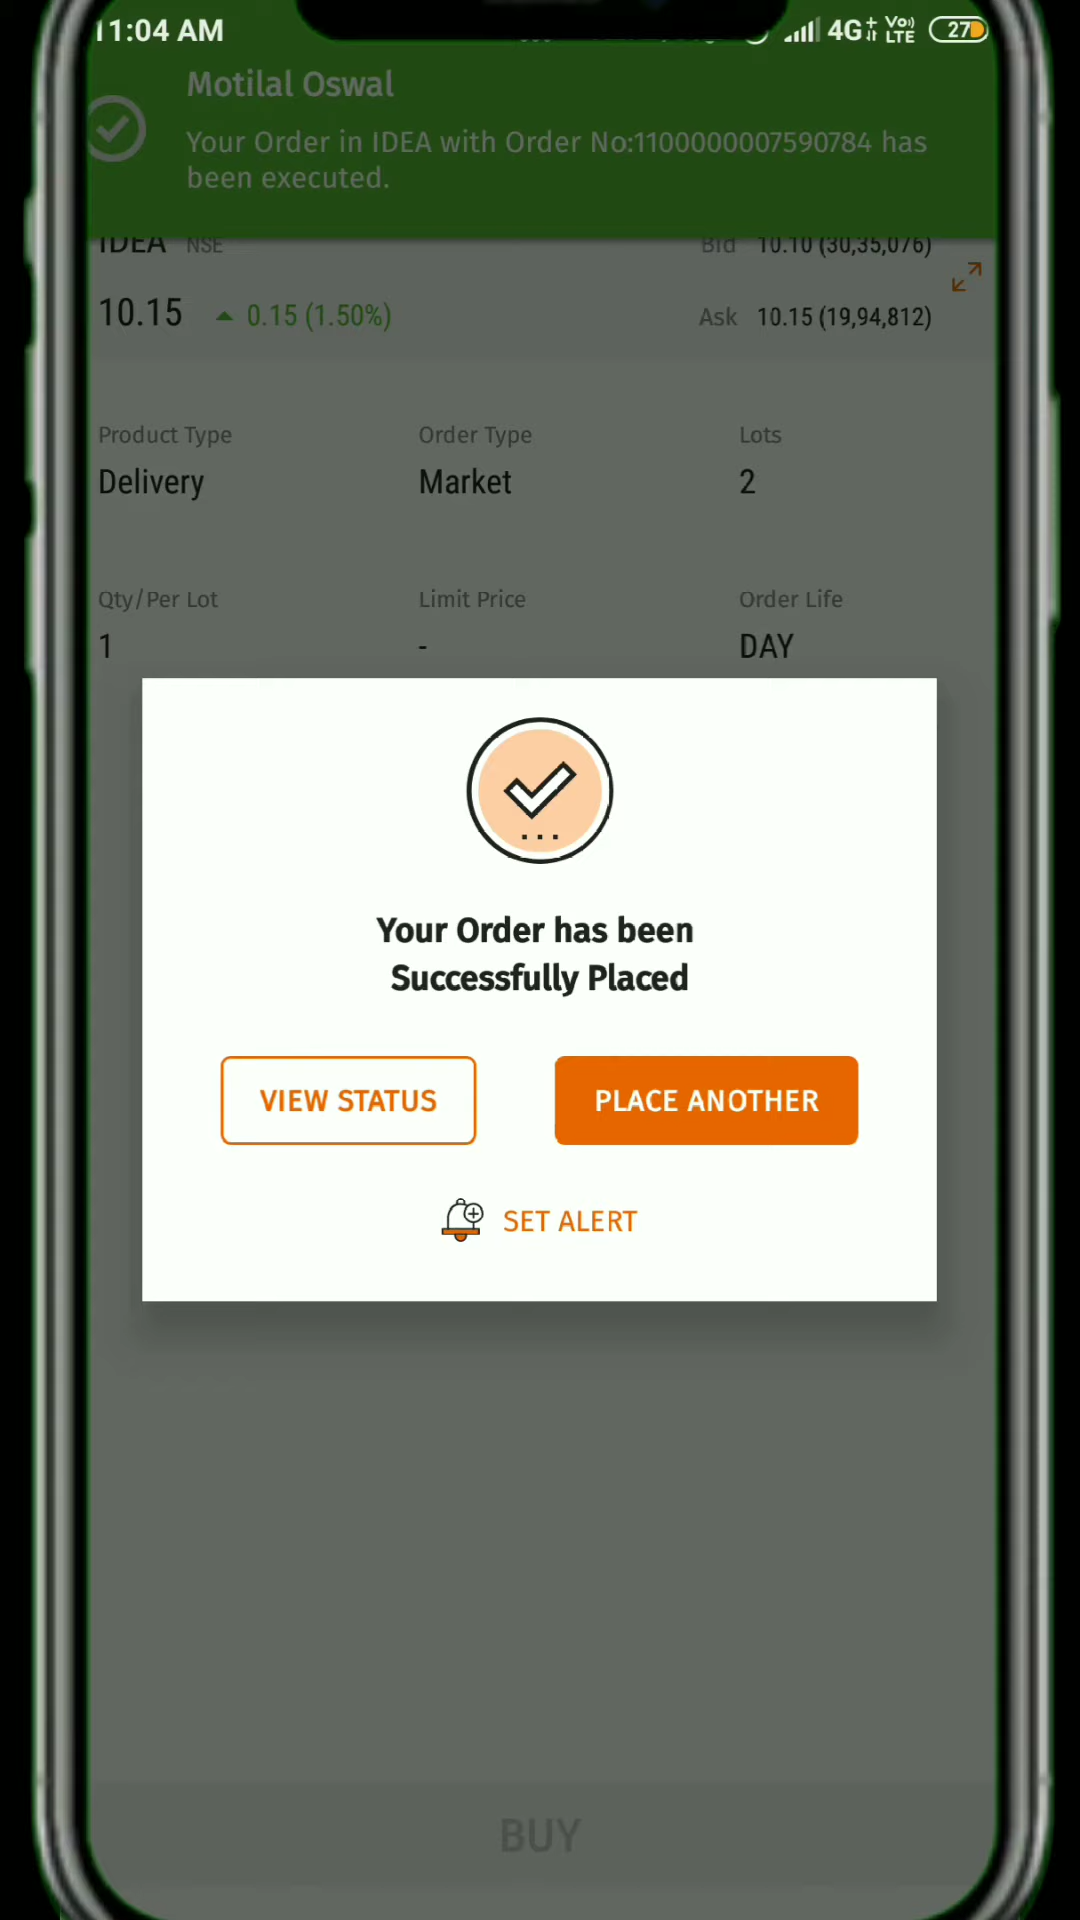 11:04 AM
4G Vo)) LTE 27
Motilal Oswal
Your Order in IDEA with Order No:1100000007590784 has
been executed.
IDEA NSE Bid 10.10 (30,35,076)
10.15 0.15 (1.50%) Ask 10.15 (19,94,812)
Product Type Order Type Lots
Delivery Market 2
Qty/Per Lot Limit Price Order Life
1 - DAY
Your Order has been
Successfully Placed
VIEW STATUS PLACE ANOTHER
SET ALERT
BUY